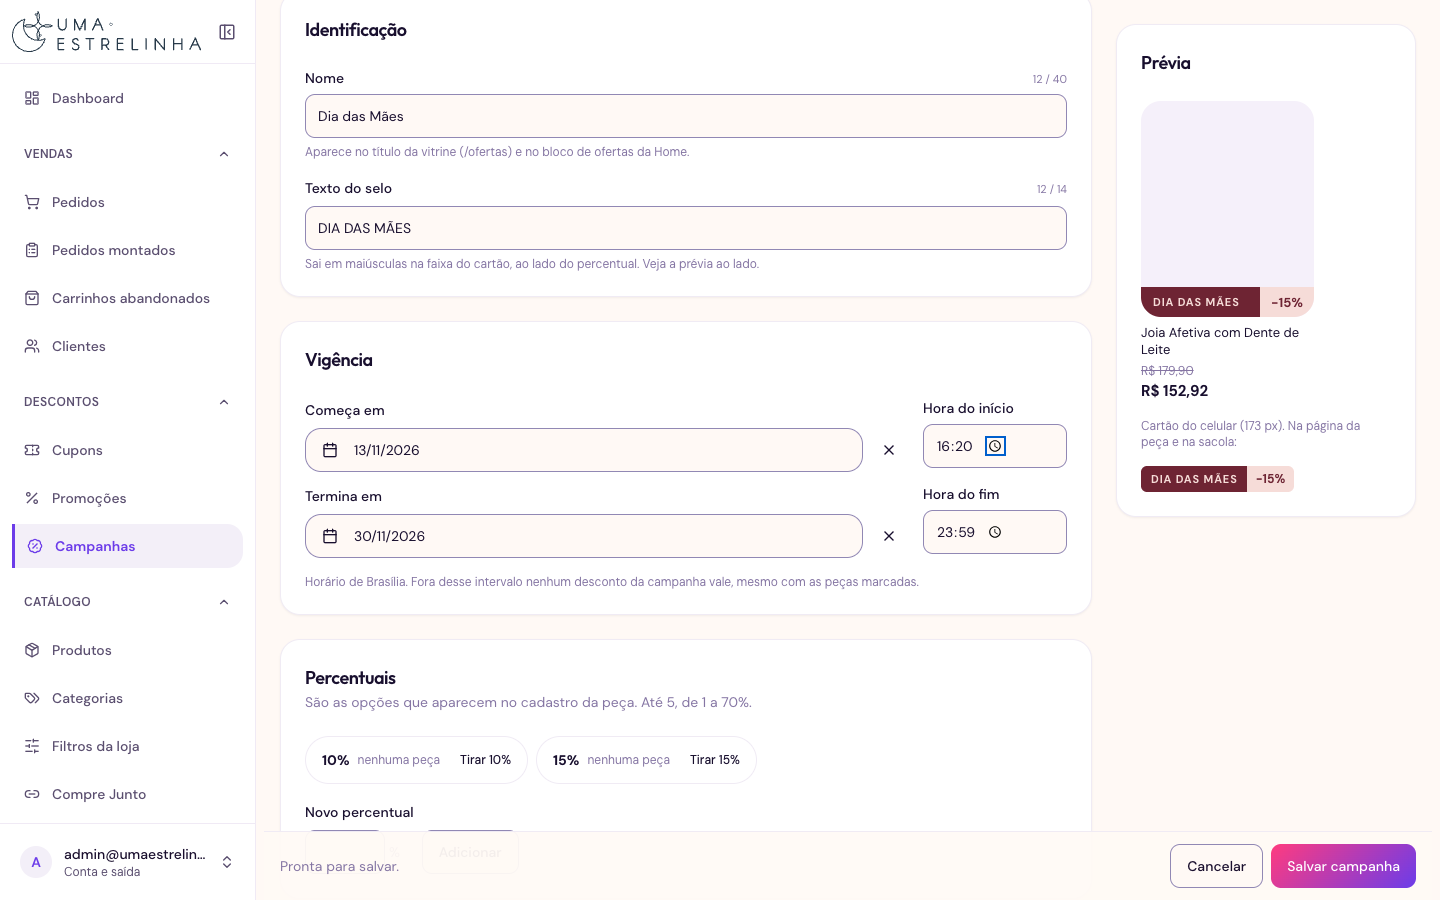 UMA
ESTRELINHA
Dashboard
VENDAS
Pedidos
Pedidos montados
Carrinhos abandonados
Clientes
DESCONTOS
Cupons
Promoções
Campanhas
CATÁLOGO
Produtos
Categorias
Filtros da loja
Compre Junto
A
admin@umaestrelin...
Conta e saída
Identificação
Nome
12 / 40
Dia das Mães
Aparece no título da vitrine (/ofertas) e no bloco de ofertas da Home.
Texto do selo
12 / 14
DIA DAS MÃES
Sai em maiúsculas na faixa do cartão, ao lado do percentual. Veja a prévia ao lado.
Vigência
Começa em
13/11/2026
Hora do início
16:20
Termina em
30/11/2026
Hora do fim
23:59
Horário de Brasília. Fora desse intervalo nenhum desconto da campanha vale, mesmo com as peças marcadas.
Percentuais
São as opções que aparecem no cadastro da peça. Até 5, de 1 a 70%.
10% nenhuma peça Tirar 10%
15% nenhuma peça Tirar 15%
Novo percentual
Adicionar
Pronta para salvar.
Cancelar
Salvar campanha
Prévia
DIA DAS MÃES -15%
Joia Afetiva com Dente de
Leite
R$ 179,90
R$ 152,92
Cartão do celular (173 px). Na página da
peça e na sacola:
DIA DAS MÃES -15%